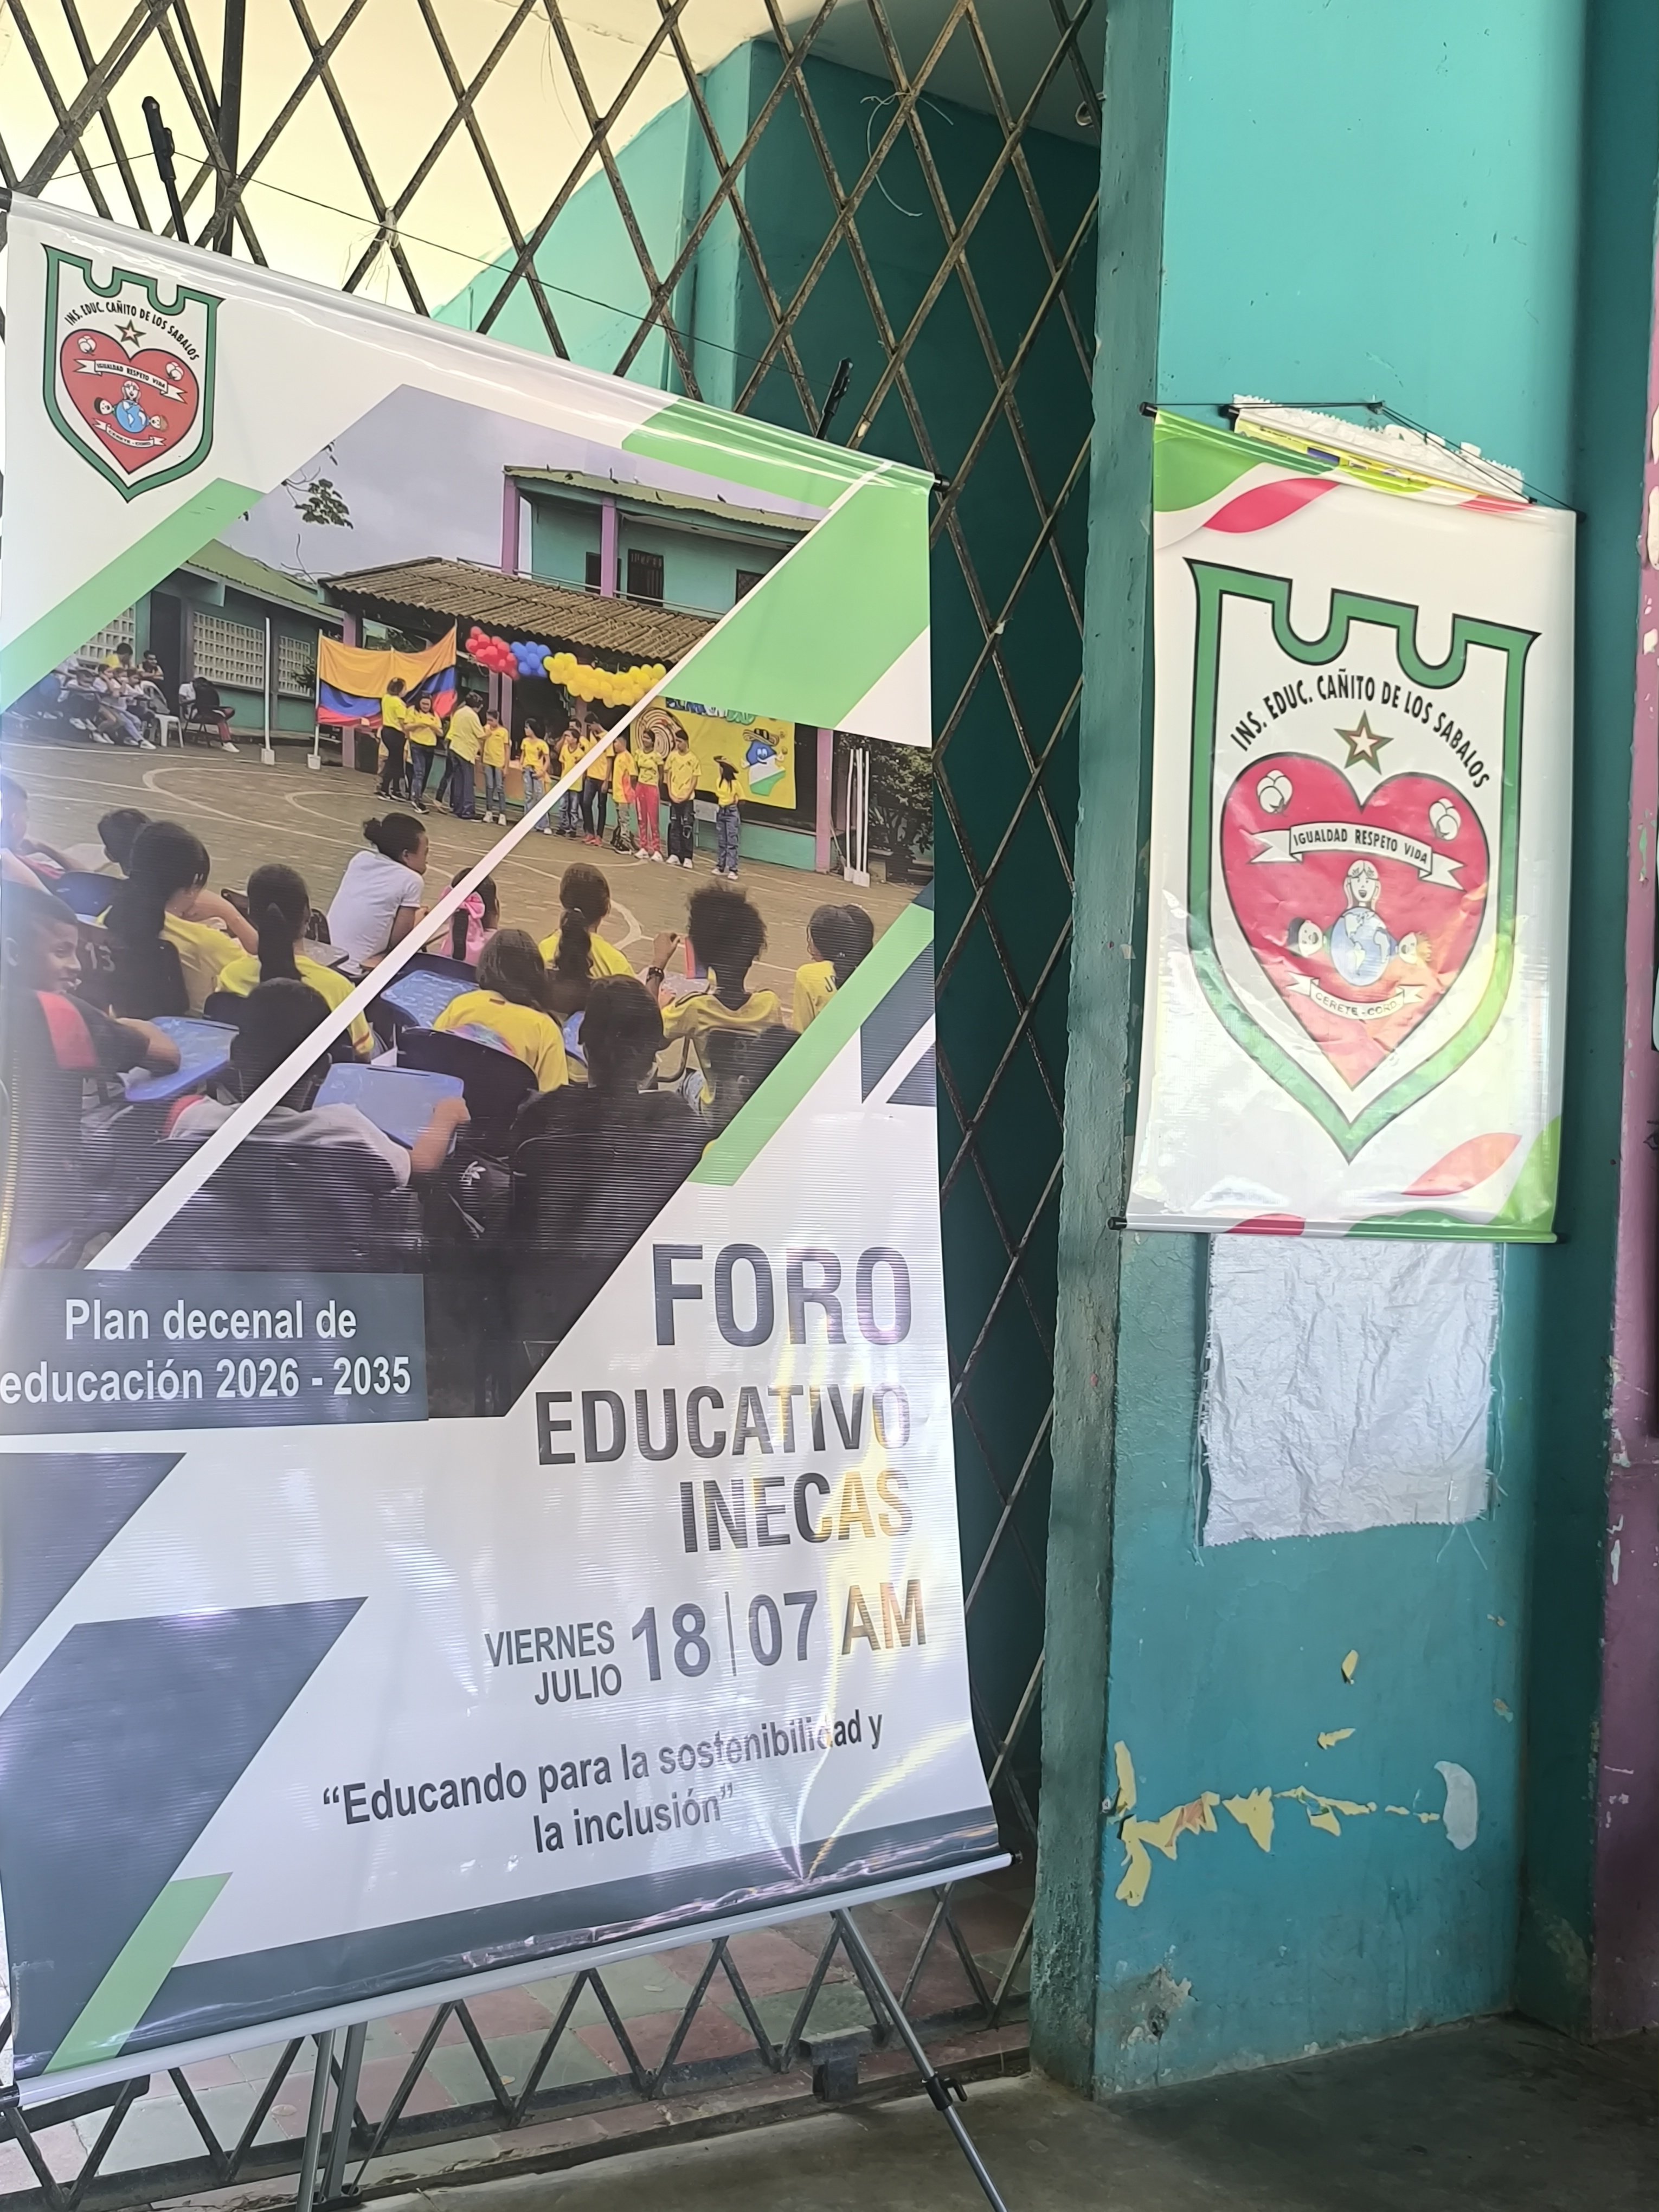 INS. EDUC. CAÑITO DE LOS SABALOS
IGUALDAD RESPETO VIDA
CERETE - CORD
Plan decenal de
educación 2026 - 2035
FORO
EDUCATIVO
INECAS
VIERNES
JULIO
18 | 07 AM
“Educando para la sostenibilidad y
la inclusión”
INS. EDUC. CAÑITO DE LOS SABALOS
IGUALDAD RESPETO VIDA
CERETE - CORD